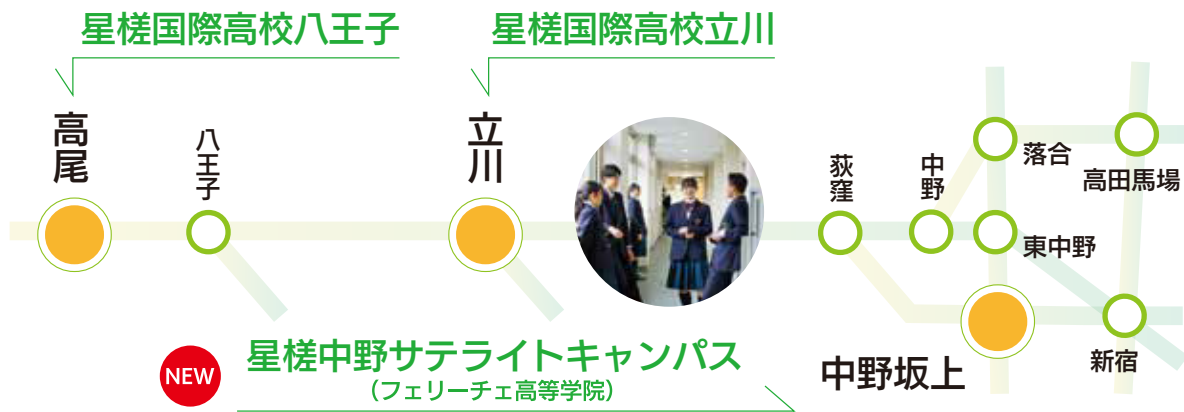 星槎国際高校八王子
星槎国際高校立川
高尾
八王子
立川
荻窪
中野
落合
高田馬場
東中野
中野坂上
新宿
NEW
星槎中野サテライトキャンパス
(フェリーチェ高等学院)